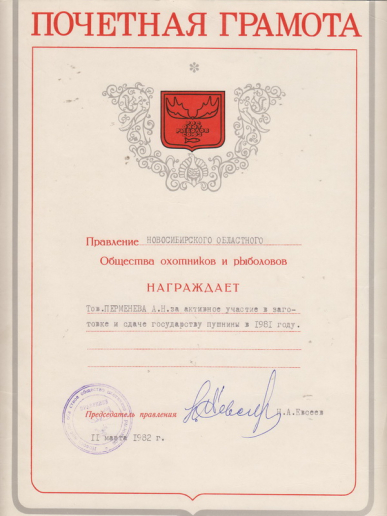 ПОЧЕТНАЯ ГРАМОТА
Правление НОВОСИБИРСКОГО ОБЛАСТНОГО
Общества охотников и рыболовов
НАГРАЖДАЕТ
Тов.ПЕРМЕНЕВА А.Н.за активное участие в заго-
товке и сдаче государству пушнины в 1981 году.
Председатель правления Н.А.Евсеев
11 марта 1982 г.